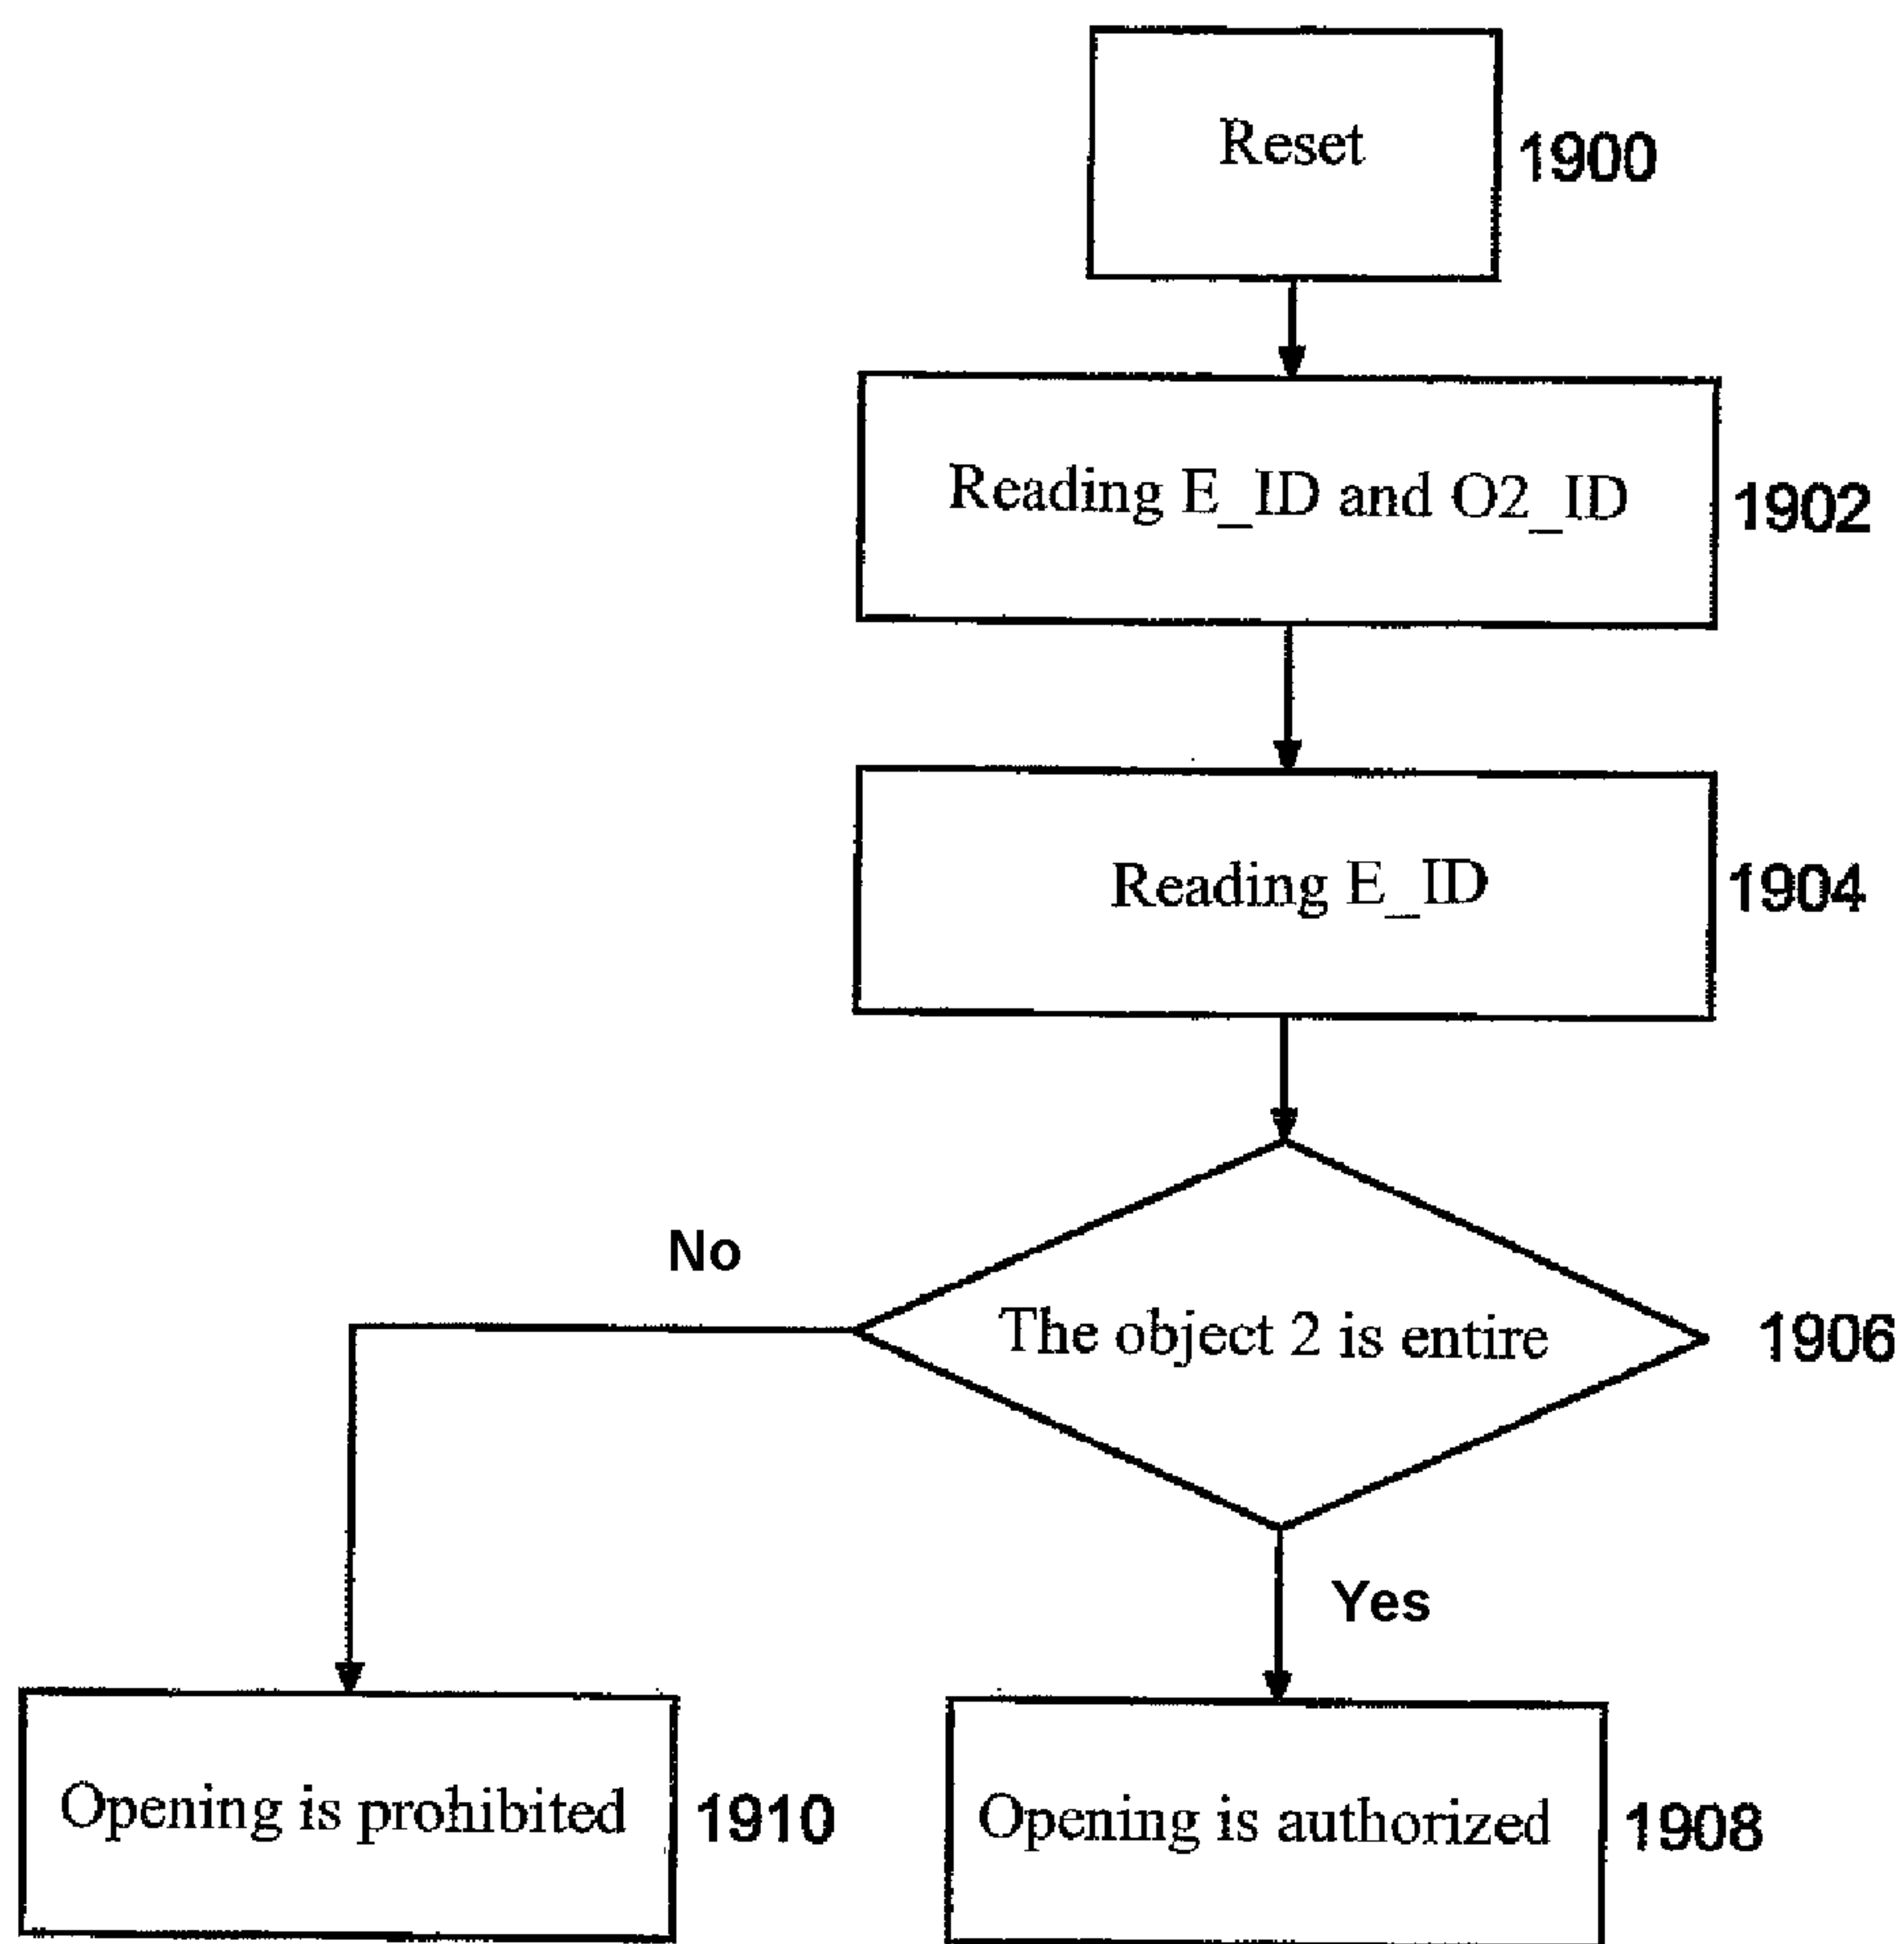 Reset
1900
Reading E_ID and O2_ID
1902
Reading E_ID
1904
No
The object 2 is entire
1906
Yes
Opening is prohibited
1910
Opening is authorized
1908